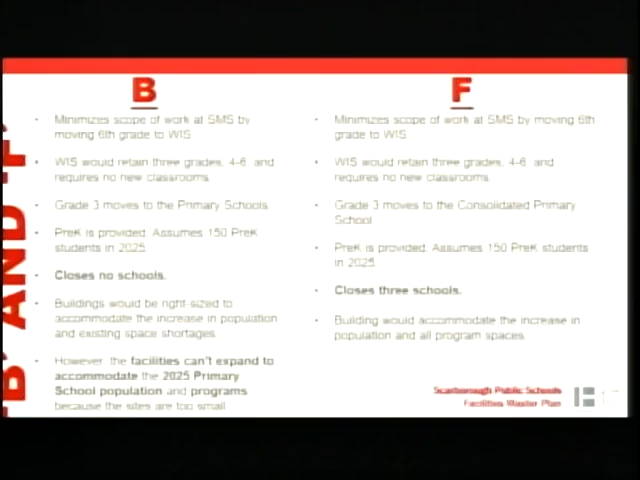 B
• Minimizes scope of work at SMS by
moving 6th grade to WIS
• WIS would retain three grades, 4-6 and
requires no new classrooms
• Grade 3 moves to the Primary Schools.
• PreK is provided. Assumes 150 PreK
students in 2025.
• Closes no schools.
• Buildings would be right-sized to
accommodate the increase in population
and existing space shortages
• However, the facilities can't expand to
accommodate the 2025 Primary
School population and programs
because the sites are too small
F
• Minimizes scope of work at SMS by moving 6th
grade to WIS
• WIS would retain three grades, 4-6 and
requires no new classrooms
• Grade 3 moves to the Consolidated Primary
School
• PreK is provided. Assumes 150 PreK students
in 2025
• Closes three schools.
• Building would accommodate the increase in
population and all program spaces
'B' AND 'F'
Scarborough Public Schools
Facilities Master Plan